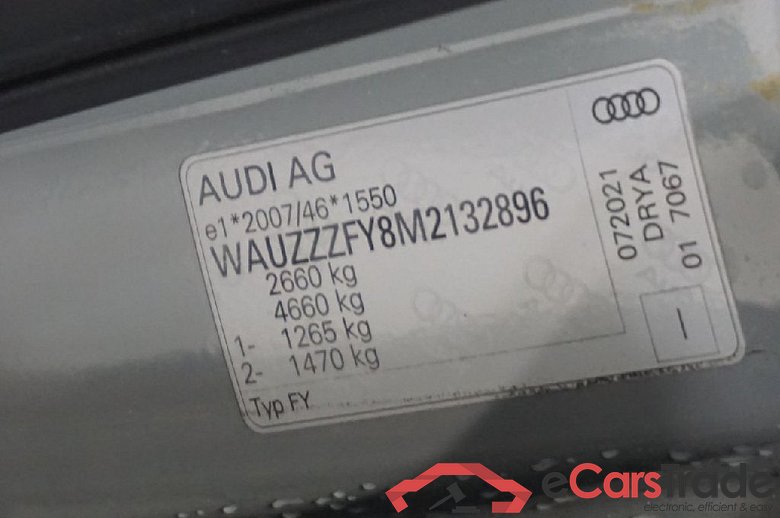 AUDI AG
e1*2007/46*1550
WAUZZZFY8M2132896
2660 kg
4660 kg
1- 1265 kg
2- 1470 kg
Typ FY
072021
DRYA
01 7067
eCarsTrade
electronic, efficient & easy